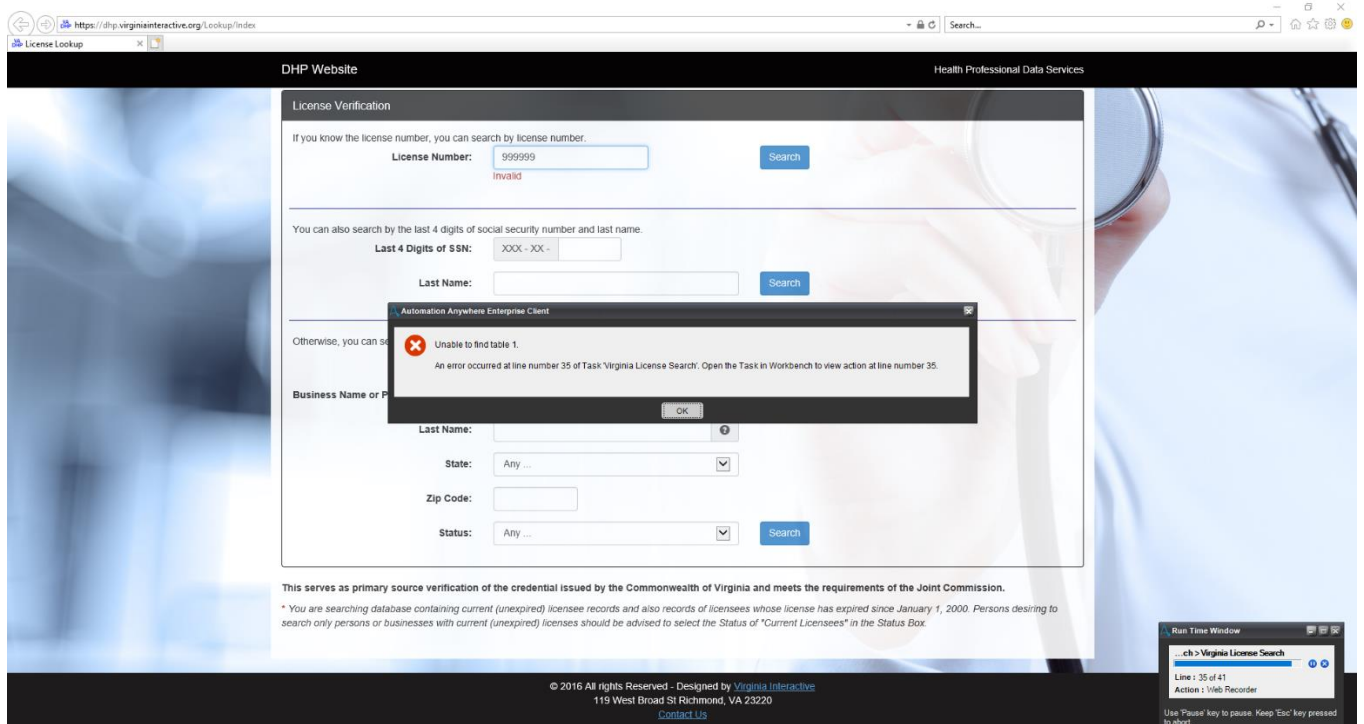 https://dhp.virginiainteractive.org/Lookup/Index
Search...
License Lookup
DHP Website
Health Professional Data Services
License Verification
If you know the license number, you can search by license number.
License Number: 999999 Search
Invalid
You can also search by the last 4 digits of social security number and last name.
Last 4 Digits of SSN: XXX - XX -
Last Name: Search
Automation Anywhere Enterprise Client
Otherwise, you can se
Unable to find table 1.
An error occurred at line number 35 of Task 'Virginia License Search'. Open the Task in Workbench to view action at line number 35.
Business Name or P
OK
Last Name:
State: Any ...
Zip Code:
Status: Any ... Search
This serves as primary source verification of the credential issued by the Commonwealth of Virginia and meets the requirements of the Joint Commission.
* You are searching database containing current (unexpired) licensee records and also records of licensees whose license has expired since January 1, 2000. Persons desiring to
search only persons or businesses with current (unexpired) licenses should be advised to select the Status of "Current Licensees" in the Status Box.
Run Time Window
...ch > Virginia License Search
Line : 35 of 41
Action : Web Recorder
Use 'Pause' key to pause. Keep 'Esc' key pressed
to abort
© 2016 All rights Reserved - Designed by Virginia Interactive
119 West Broad St Richmond, VA 23220
Contact Us